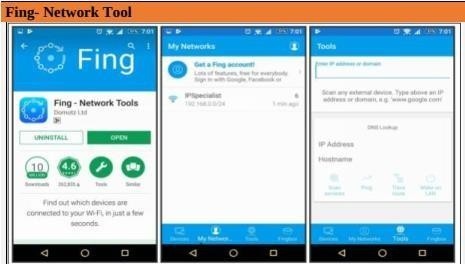 Fing- Network Tool
7:01
Fing
Fing - Network Tools
Domotz Ltd
UNINSTALL
OPEN
10
MILLION
4.6
Downloads
Tools
Similar
Find out which devices are
connected to your Wi-Fi, in just a few
seconds.
7:01
My Networks
Get a Fing account!
Lots of features, free for everybody.
Sign in with Google, Facebook or
IPSpecialist
6
192.168.0.0/24
1 min ago
Devices
My Networ...
Tools
Fingbox
7:01
Tools
Enter IP address or domain
Scan any external device. Type above an IP
address or domain, e.g. 'www.google.com'
DNS Lookup
IP Address
Hostname
Scan
services
Ping
Trace
route
Wake on
LAN
Devices
My Networks
Tools
Fingbox